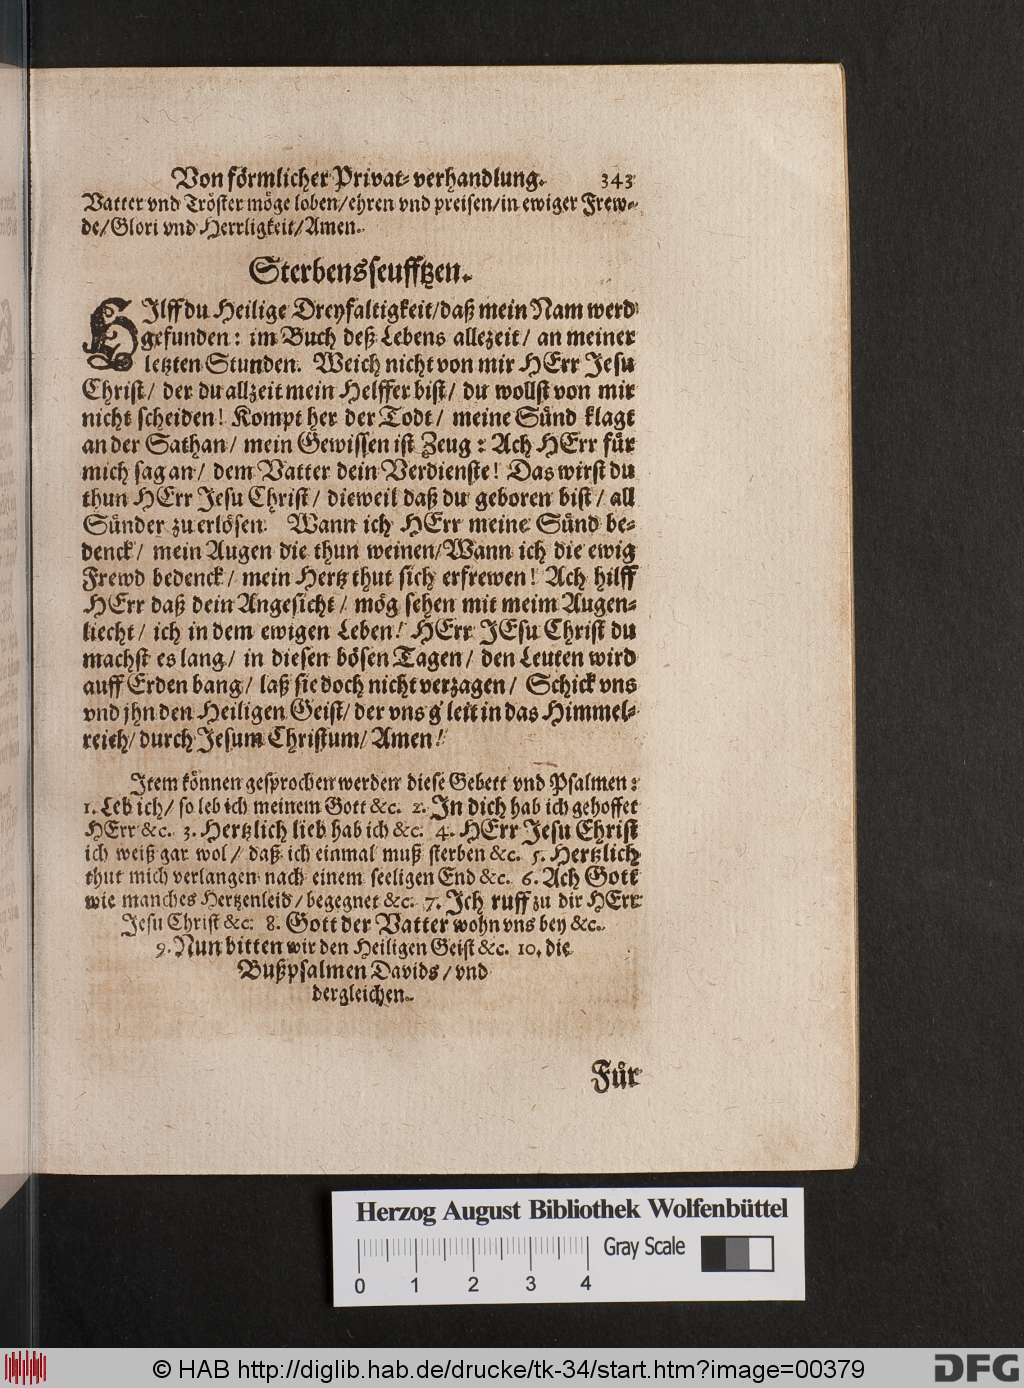 Von förmlicher Privat-verhandlung. 343
Vatter vnd Tröster möge loben/ehren vnd preisen/in ewiger Frew-
de/Glori vnd Herrligkeit/Amen.
Sterbensseufftzen.
HIlff du Heilige Dreyfaltigkeit/daß mein Nam werd
gefunden: im Buch deß Lebens allezeit/ an meiner
letzten Stunden. Weich nicht von mir HErr Jesu
Christ/ der du allzeit mein Helffer bist/ du wollst von mir
nicht scheiden! Kompt her der Todt/ meine Sünd klagt
an der Sathan/ mein Gewissen ist Zeug: Ach HErr für
mich sag an/ dem Vatter dein Verdienste! Das wirst du
thun HErr Jesu Christ/ dieweil daß du geboren bist/ all
Sünder zu erlösen. Wann ich HErr meine Sünd be-
denck/ mein Augen die thun weinen/Wann ich die ewig
Frewd bedenck/ mein Hertz thut sich erfrewen! Ach hilff
HErr daß dein Angesicht/ mög sehen mit meim Augen-
liecht/ ich in dem ewigen Leben! HErr JEsu Christ du
machst es lang/ in diesen bösen Tagen/ den Leuten wird
auff Erden bang/ laß sie doch nicht verzagen/ Schick vns
vnd jhn den Heiligen Geist/ der vns g'leit in das Himmel-
reich/ durch Jesum Christum/ Amen!
Item können gesprochen werden diese Gebett vnd Psalmen:
1. Leb ich/ so leb ich meinem Gott &c. 2. In dich hab ich gehoffet
HErr &c. 3. Hertzlich lieb hab ich &c. 4. HErr Jesu Christ
ich weiß gar wol/ daß ich einmal muß sterben &c. 5. Hertzlich
thut mich verlangen nach einem seeligen End &c. 6. Ach Gott
wie manches Hertzenleid/ begegnet &c. 7. Ich ruff zu dir HErr
Jesu Christ &c. 8. Gott der Vatter wohn vns bey &c.
9. Nun bitten wir den Heiligen Geist &c. 10. die
Bußpsalmen Davids/ vnd
dergleichen.
Für
Herzog August Bibliothek Wolfenbüttel
Gray Scale
0 1 2 3 4
© HAB http://diglib.hab.de/drucke/tk-34/start.htm?image=00379
DFG